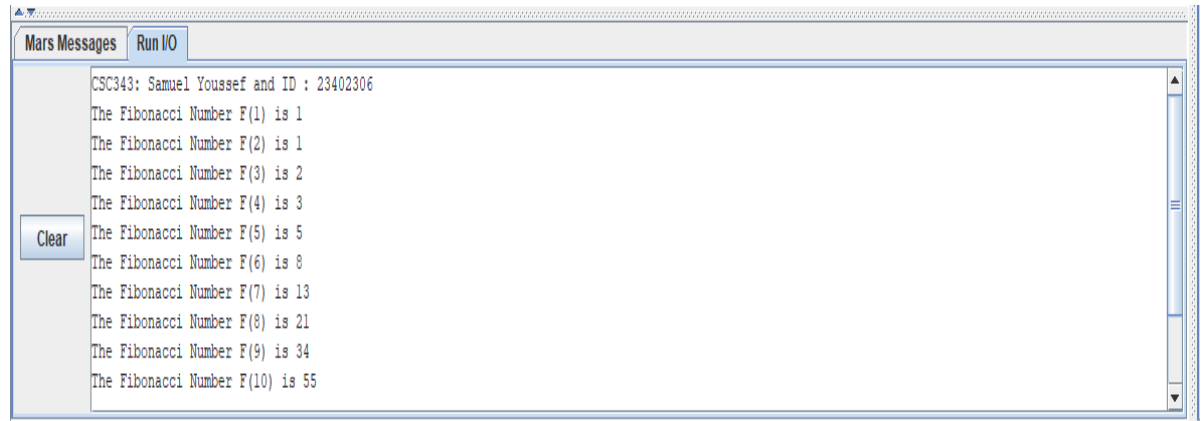 Mars Messages Run I/O
CSC343: Samuel Youssef and ID : 23402306
The Fibonacci Number F(1) is 1
The Fibonacci Number F(2) is 1
The Fibonacci Number F(3) is 2
The Fibonacci Number F(4) is 3
The Fibonacci Number F(5) is 5
The Fibonacci Number F(6) is 8
The Fibonacci Number F(7) is 13
The Fibonacci Number F(8) is 21
The Fibonacci Number F(9) is 34
The Fibonacci Number F(10) is 55
Clear